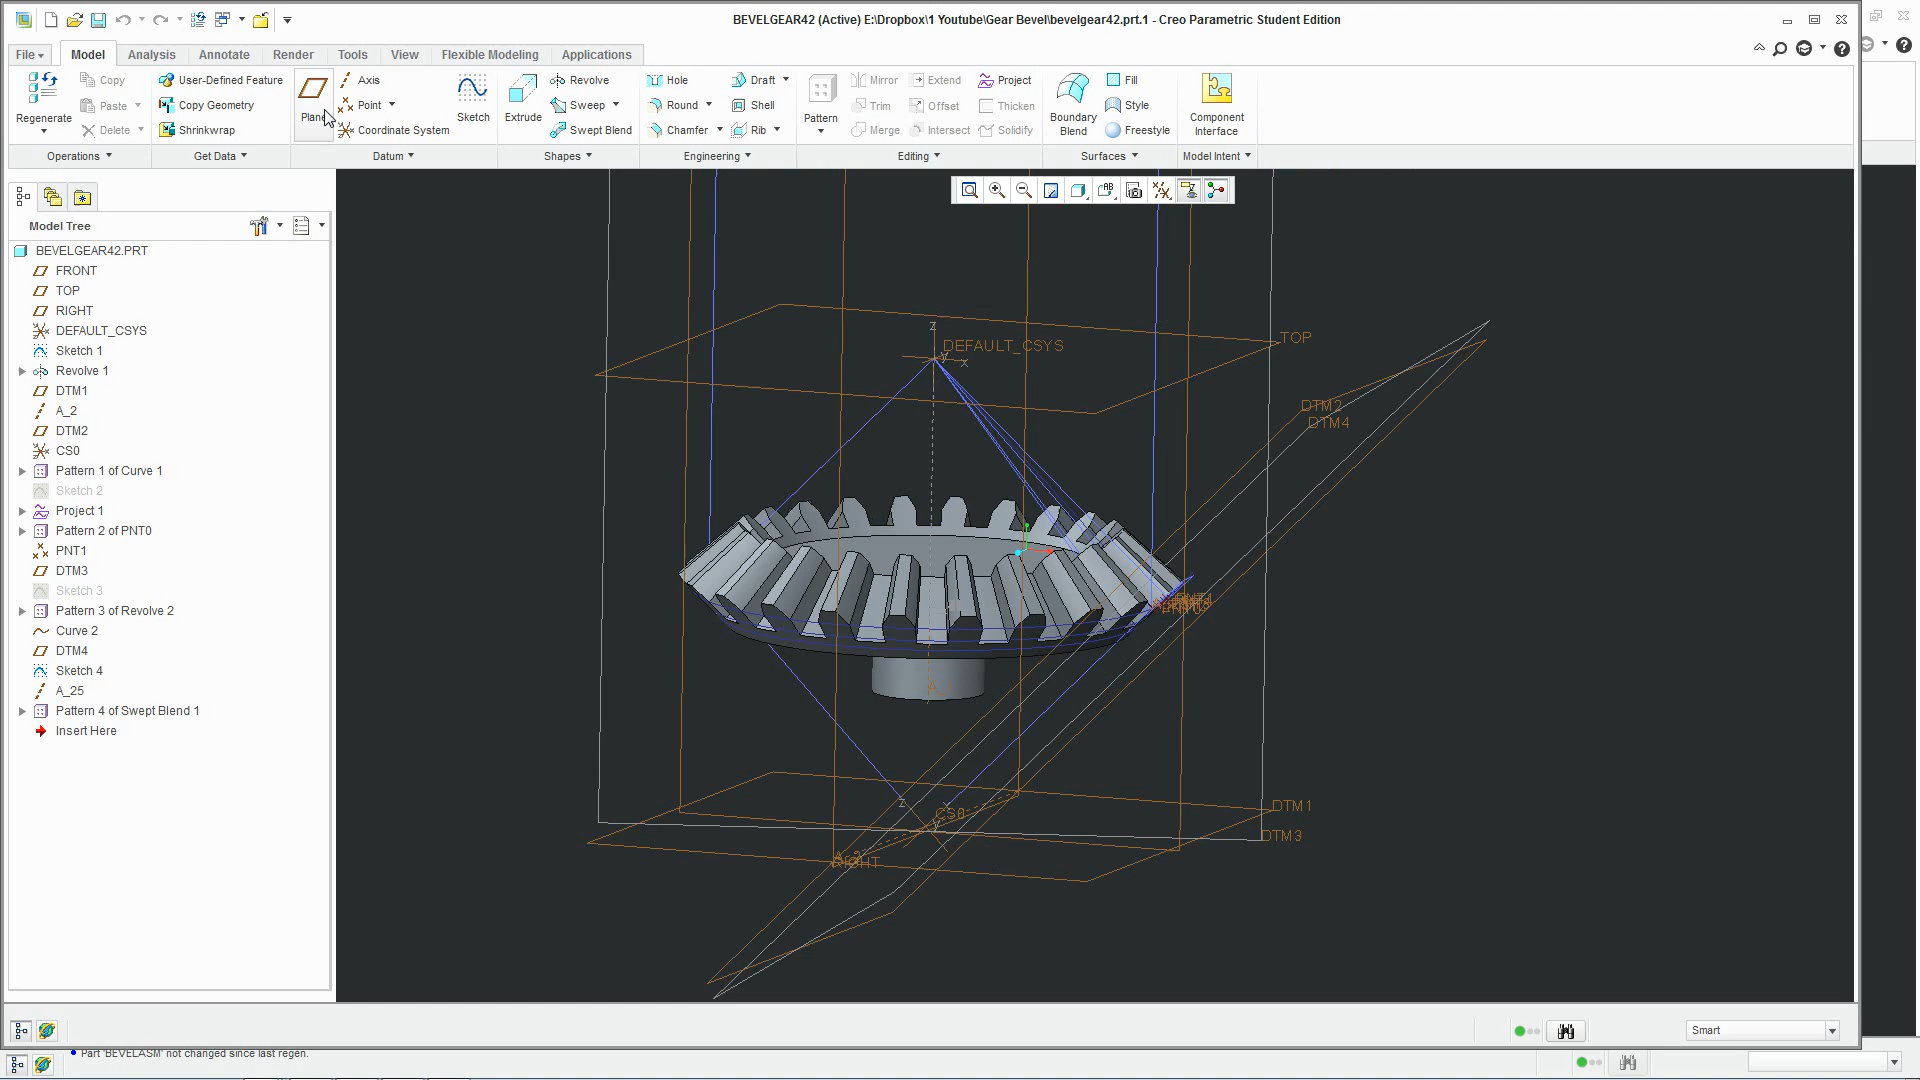 BEVELGEAR42 (Active) E:\Dropbox\1 Youtube\Gear Bevel\bevelgear42.prt.1 - Creo Parametric Student Edition
File Model Analysis Annotate Render Tools View Flexible Modeling Applications
Regenerate
Copy
Paste
Delete
User-Defined Feature
Copy Geometry
Shrinkwrap
Plane
Axis
Point
Coordinate System
Sketch
Extrude
Revolve
Sweep
Swept Blend
Hole
Round
Chamfer
Draft
Shell
Rib
Pattern
Mirror
Trim
Merge
Extend
Offset
Intersect
Project
Thicken
Solidify
Boundary
Blend
Fill
Style
Freestyle
Component
Interface
Operations Get Data Datum Shapes Engineering Editing Surfaces Model Intent
Model Tree
BEVELGEAR42.PRT
FRONT
TOP
RIGHT
DEFAULT_CSYS
Sketch 1
Revolve 1
DTM1
A_2
DTM2
CS0
Pattern 1 of Curve 1
Sketch 2
Project 1
Pattern 2 of PNT0
PNT1
DTM3
Sketch 3
Pattern 3 of Revolve 2
Curve 2
DTM4
Sketch 4
A_25
Pattern 4 of Swept Blend 1
Insert Here
Z
DEFAULT_CSYS
Y
X
TOP
DTM2
DTM4
Z
CS0
DTM1
DTM3
RIGHT
Smart
Part 'BEVELASM' not changed since last regen.